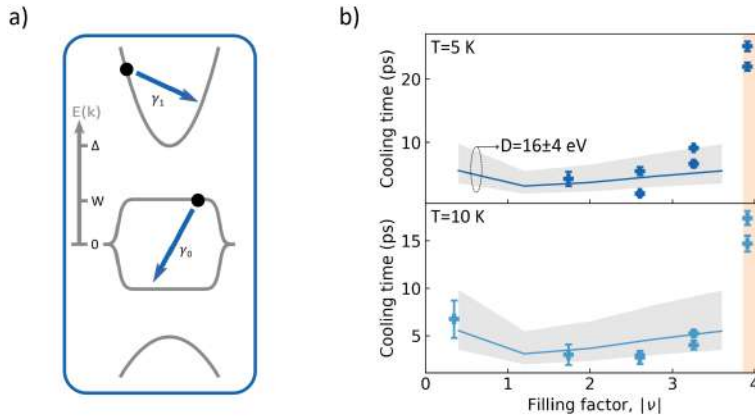 a)
E(k)
Δ
W
0
γ₁
γ₀
b)
T=5 K
Cooling time (ps)
20
10
D=16±4 eV
T=10 K
Cooling time (ps)
15
10
5
0
1
2
3
4
Filling factor, |ν|